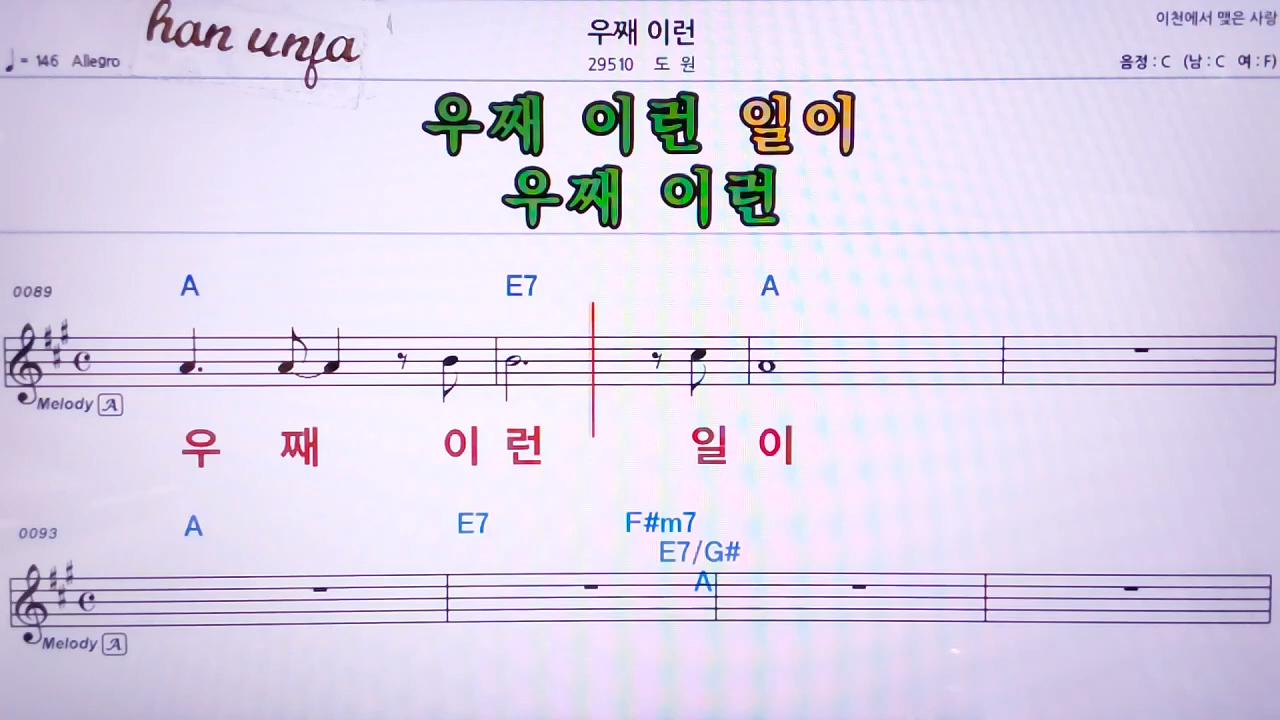 han unja
우째 이런
이천에서 맺은 사랑
♩= 146 Allegro
29510 도 원
음정 : C (남 : C 여 : F)
우째 이런 일이
우째 이런
0089
A E7 A
Melody A
우 째 이 런 일 이
0093
A E7 F#m7
E7/G#
A
Melody A